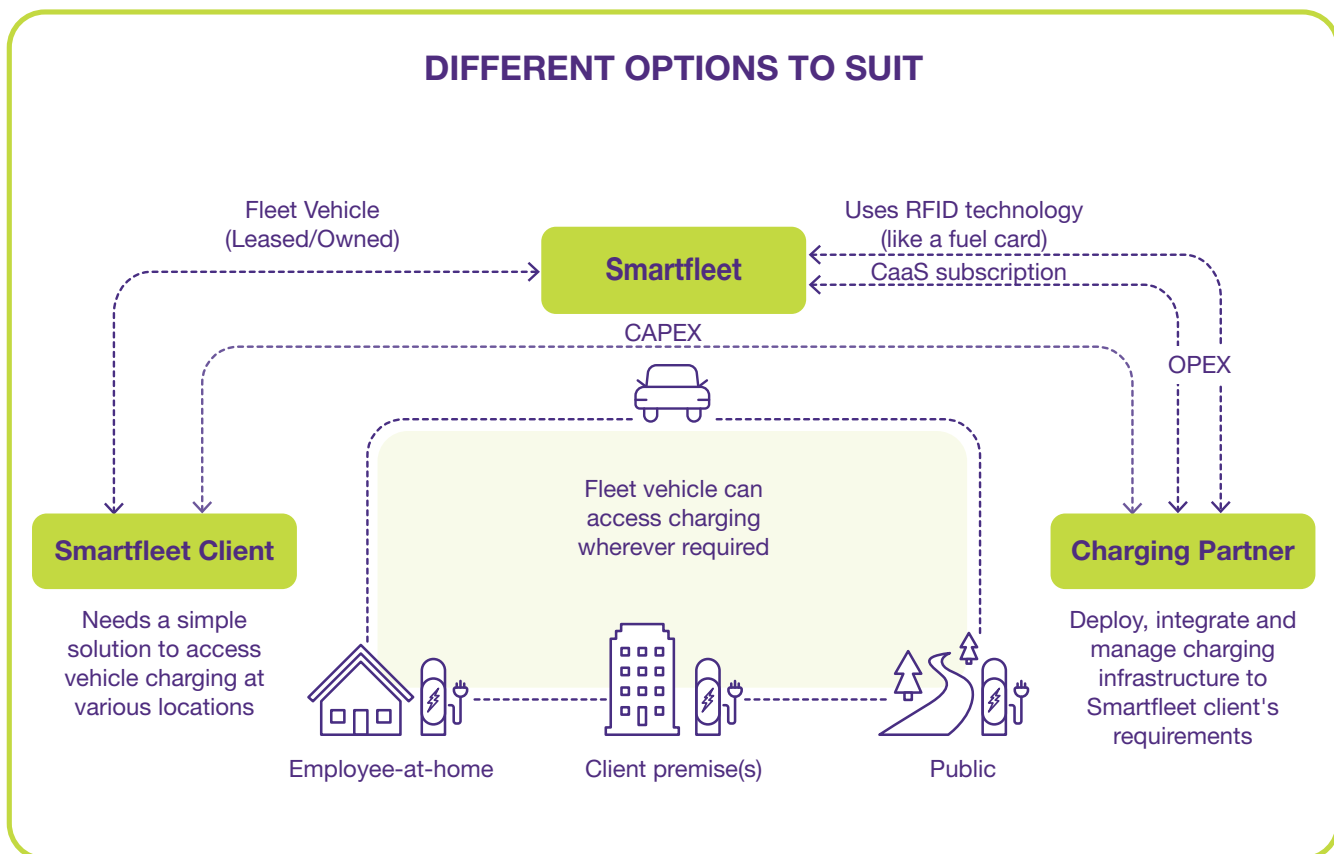 DIFFERENT OPTIONS TO SUIT
Fleet Vehicle
(Leased/Owned)
Smartfleet
Uses RFID technology
(like a fuel card)
CaaS subscription
CAPEX
OPEX
Smartfleet Client
Needs a simple
solution to access
vehicle charging at
various locations
Fleet vehicle can
access charging
wherever required
Charging Partner
Deploy, integrate and
manage charging
infrastructure to
Smartfleet client's
requirements
Employee-at-home
Client premise(s)
Public